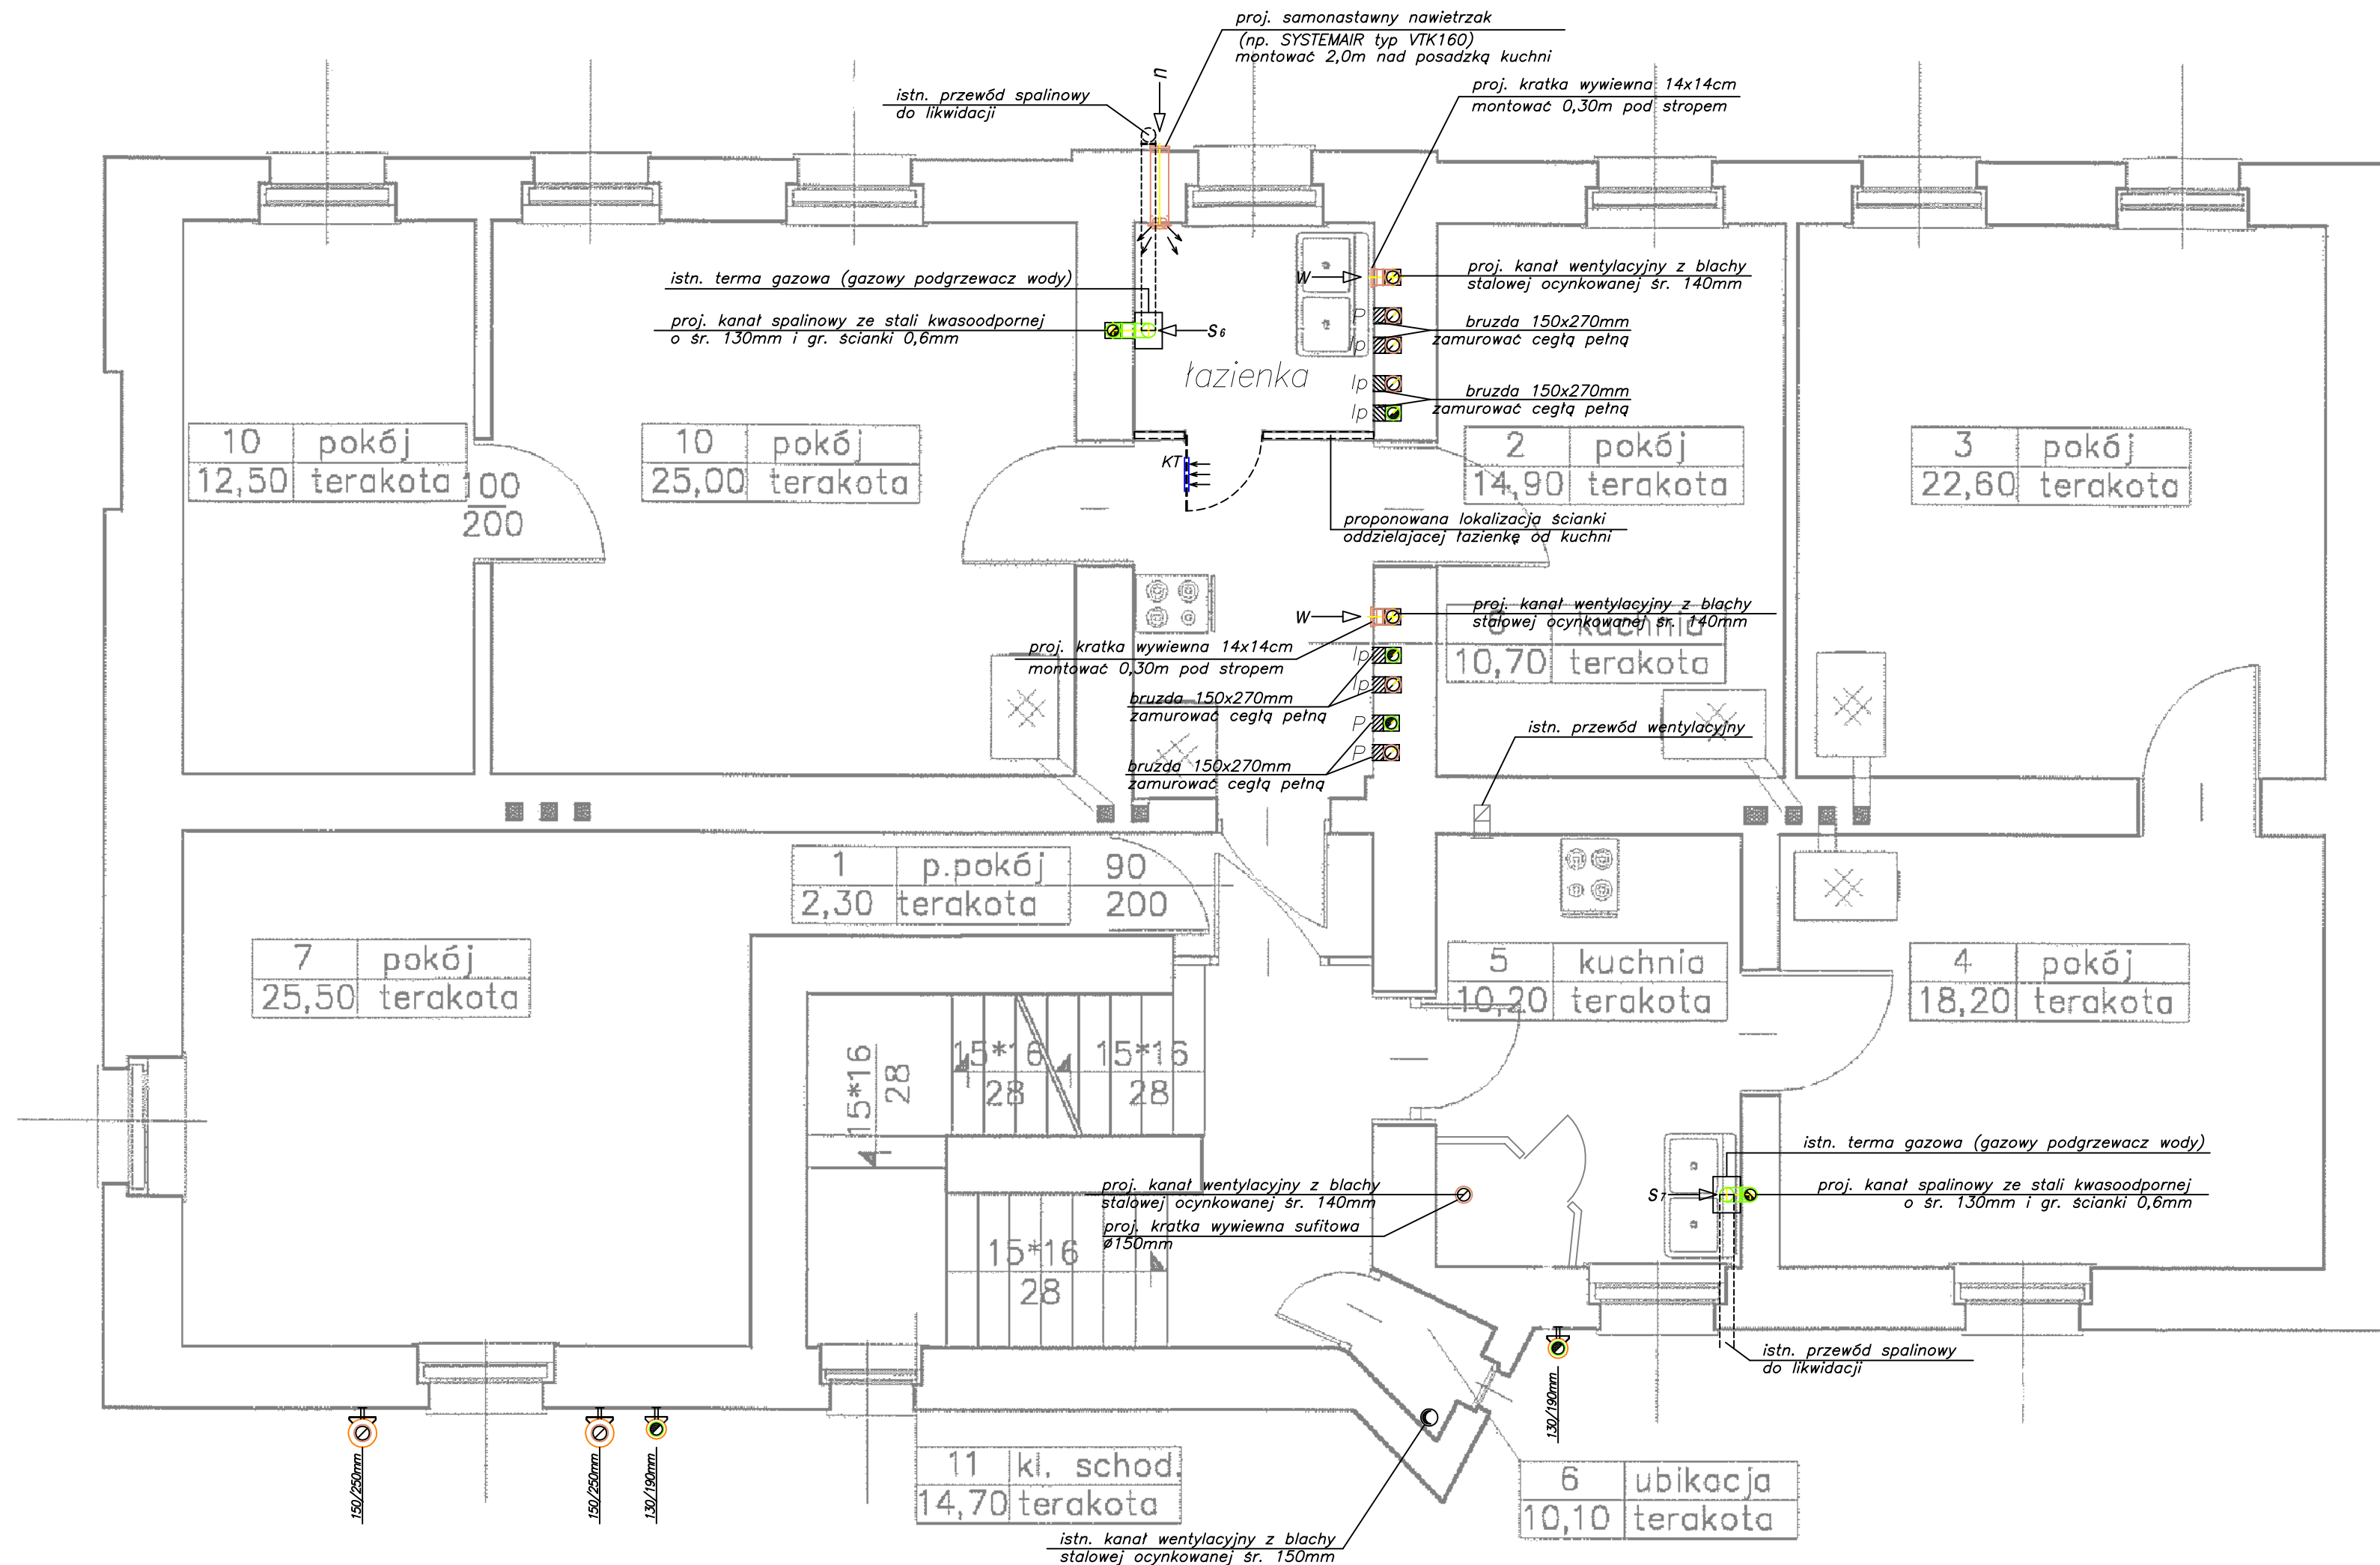 proj. samonastawny nawietrzak
(np. SYSTEMAIR typ VTK160)
montować 2,0m nad posadzką kuchni
istn. przewód spalinowy
do likwidacji
n
proj. kratka wywiewna 14x14cm
montować 0,30m pod stropem
istn. terma gazowa (gazowy podgrzewacz wody)
proj. kanał spalinowy ze stali kwasoodpornej
o śr. 130mm i gr. ścianki 0,6mm
S6
W
proj. kanał wentylacyjny z blachy
stalowej ocynkowanej śr. 140mm
P
bruzda 150x270mm
zamurować cegłą pełną
Ip
łazienka
Ip
bruzda 150x270mm
zamurować cegłą pełną
Ip
10 pokój
12,50 terakota
100
200
10 pokój
25,00 terakota
KT
2 pokój
14,90 terakota
3 pokój
22,60 terakota
proponowana lokalizacja ścianki
oddzielajacej łazienkę od kuchni
W
proj. kanał wentylacyjny z blachy
stalowej ocynkowanej śr. 140mm
kuchnia
10,70 terakota
proj. kratka wywiewna 14x14cm
montować 0,30m pod stropem
Ip
Ip
bruzda 150x270mm
zamurować cegłą pełną
P
P
bruzda 150x270mm
zamurować cegłą pełną
istn. przewód wentylacyjny
1 p.pokój
2,30 terakota
90
200
7 pokój
25,50 terakota
5 kuchnia
10,20 terakota
4 pokój
18,20 terakota
15*16
28
15*16
28
15*16
28
15*16
28
istn. terma gazowa (gazowy podgrzewacz wody)
S7
proj. kanał spalinowy ze stali kwasoodpornej
o śr. 130mm i gr. ścianki 0,6mm
proj. kanał wentylacyjny z blachy
stalowej ocynkowanej śr. 140mm
proj. kratka wywiewna sufitowa
ø150mm
istn. przewód spalinowy
do likwidacji
130/190mm
150/250mm
150/250mm
130/190mm
11 kl. schod.
14,70 terakota
6 ubikacja
10,10 terakota
istn. kanał wentylacyjny z blachy
stalowej ocynkowanej śr. 150mm